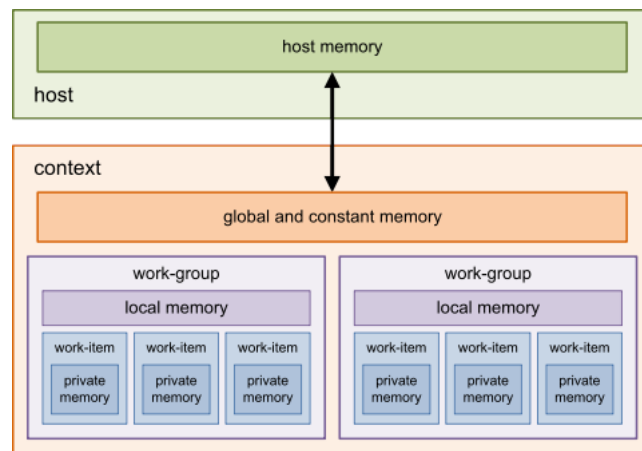 host memory
host
context
global and constant memory
work-group
work-group
local memory
local memory
work-item
work-item
work-item
work-item
work-item
work-item
private
memory
private
memory
private
memory
private
memory
private
memory
private
memory